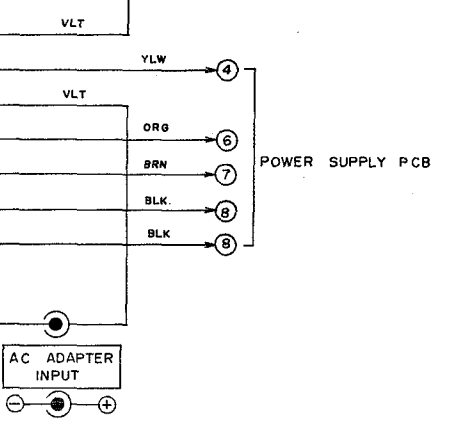 VLT
YLW 4
VLT
ORG 6
BRN 7
POWER SUPPLY PCB
BLK. 8
BLK 8
AC ADAPTER
INPUT
− +